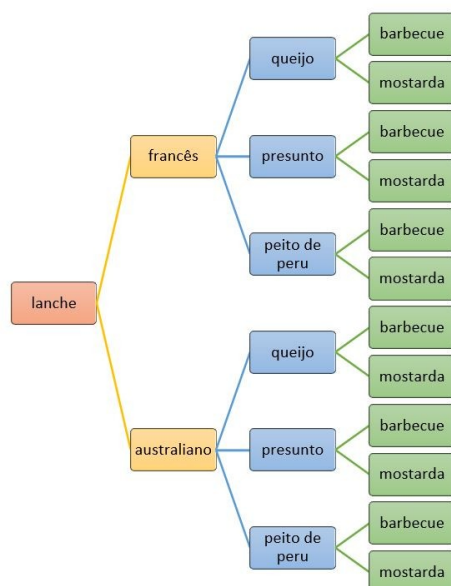 barbecue
queijo
mostarda
barbecue
francês
presunto
mostarda
barbecue
peito de
peru
mostarda
lanche
barbecue
queijo
mostarda
barbecue
australiano
presunto
mostarda
barbecue
peito de
peru
mostarda